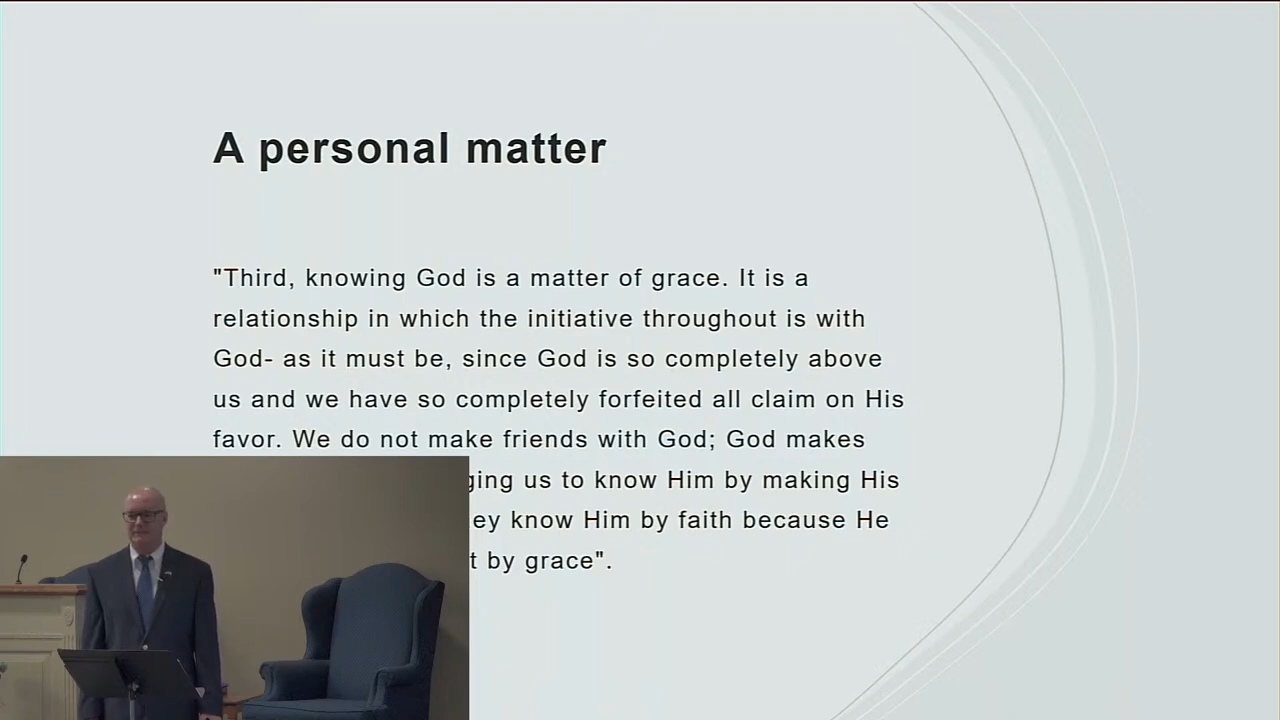 A personal matter
"Third, knowing God is a matter of grace. It is a
relationship in which the initiative throughout is with
God- as it must be, since God is so completely above
us and we have so completely forfeited all claim on His
favor. We do not make friends with God; God makes
us to know Him by making His
know Him by faith because He
by grace".